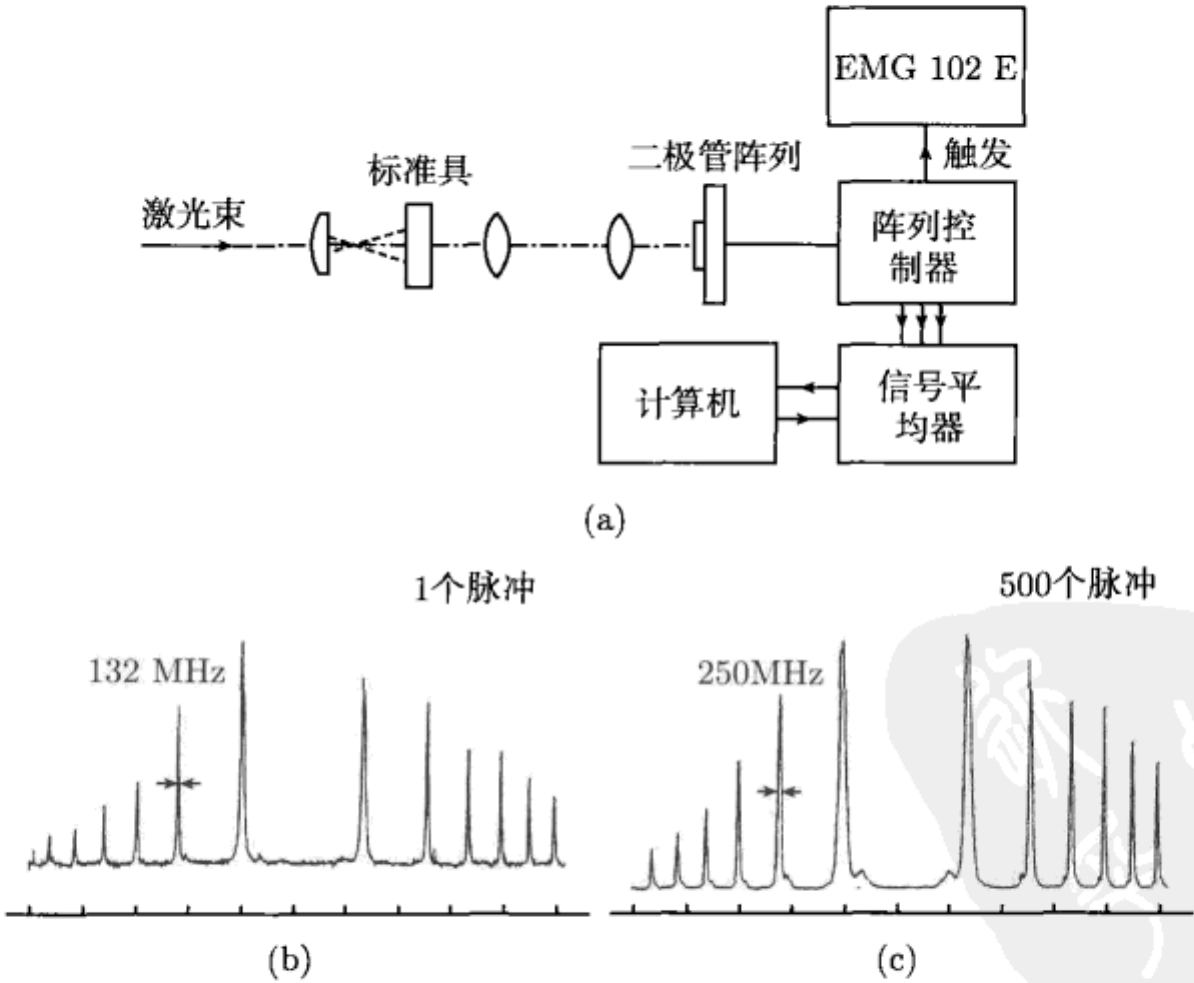 EMG 102 E
触发
二极管阵列
标准具
激光束
阵列控
制器
信号平
均器
计算机
(a)
1个脉冲
132 MHz
(b)
500个脉冲
250MHz
(c)